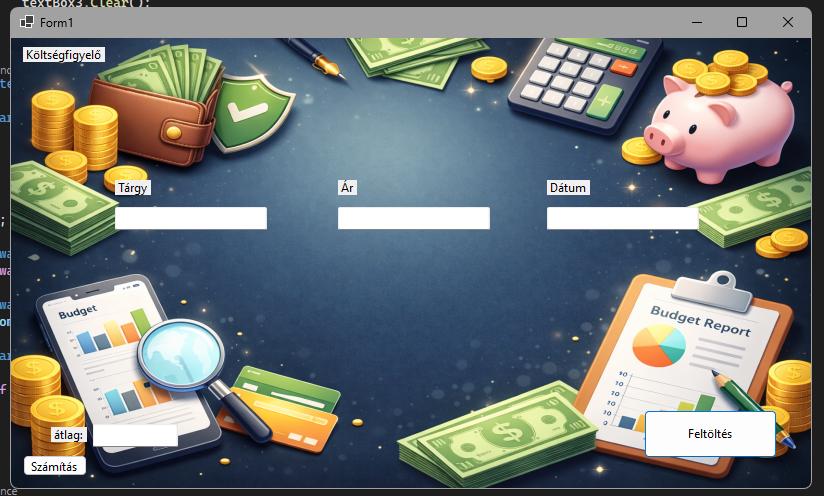 textBox3.Clear();
Form1
Költségfigyelő
Tárgy
Ár
Dátum
Budget
Budget Report
átlag:
Számítás
Feltöltés